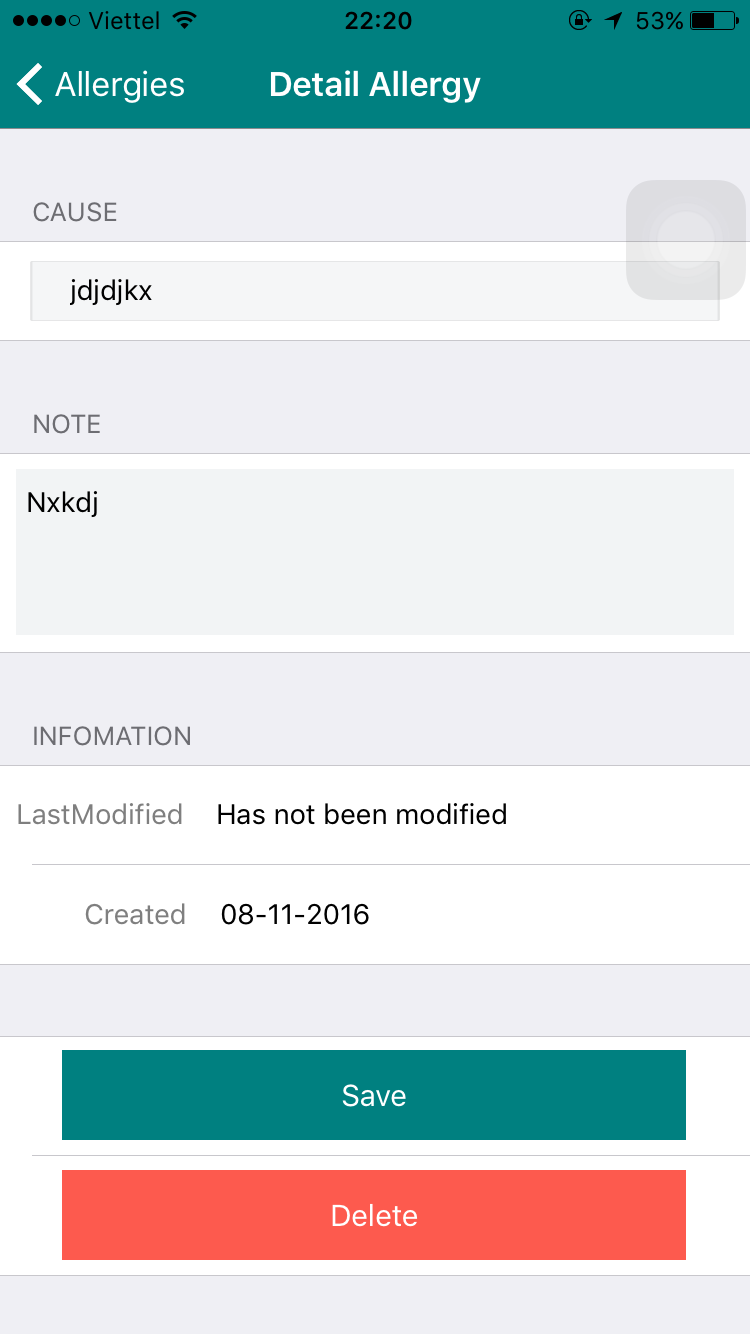 Viettel 22:20 53%
Allergies Detail Allergy
CAUSE
jdjdjkx
NOTE
Nxkdj
INFOMATION
LastModified Has not been modified
Created 08-11-2016
Save
Delete